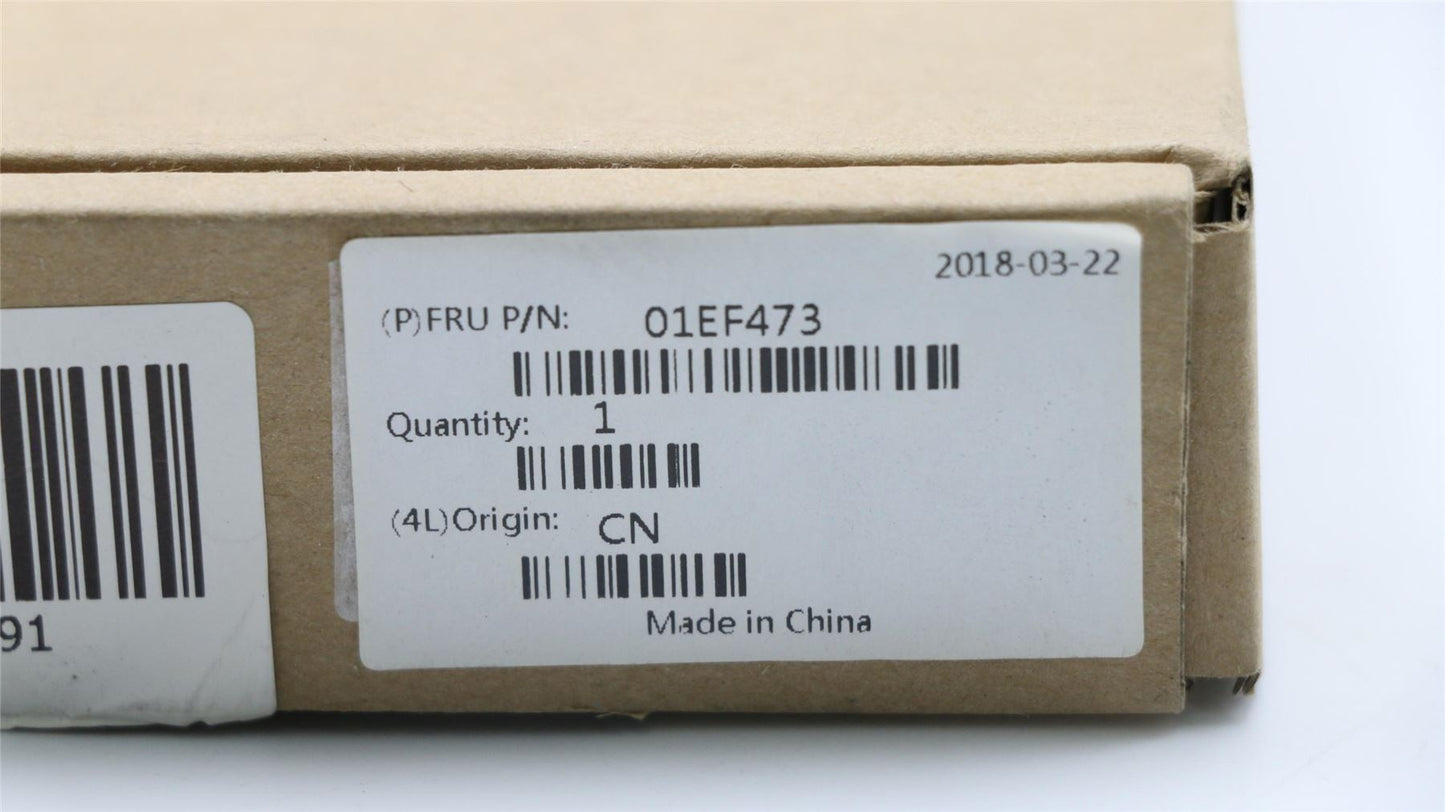 2018-03-22
(P)FRU P/N: 01EF473
Quantity: 1
(4L)Origin: CN
Made in China
91